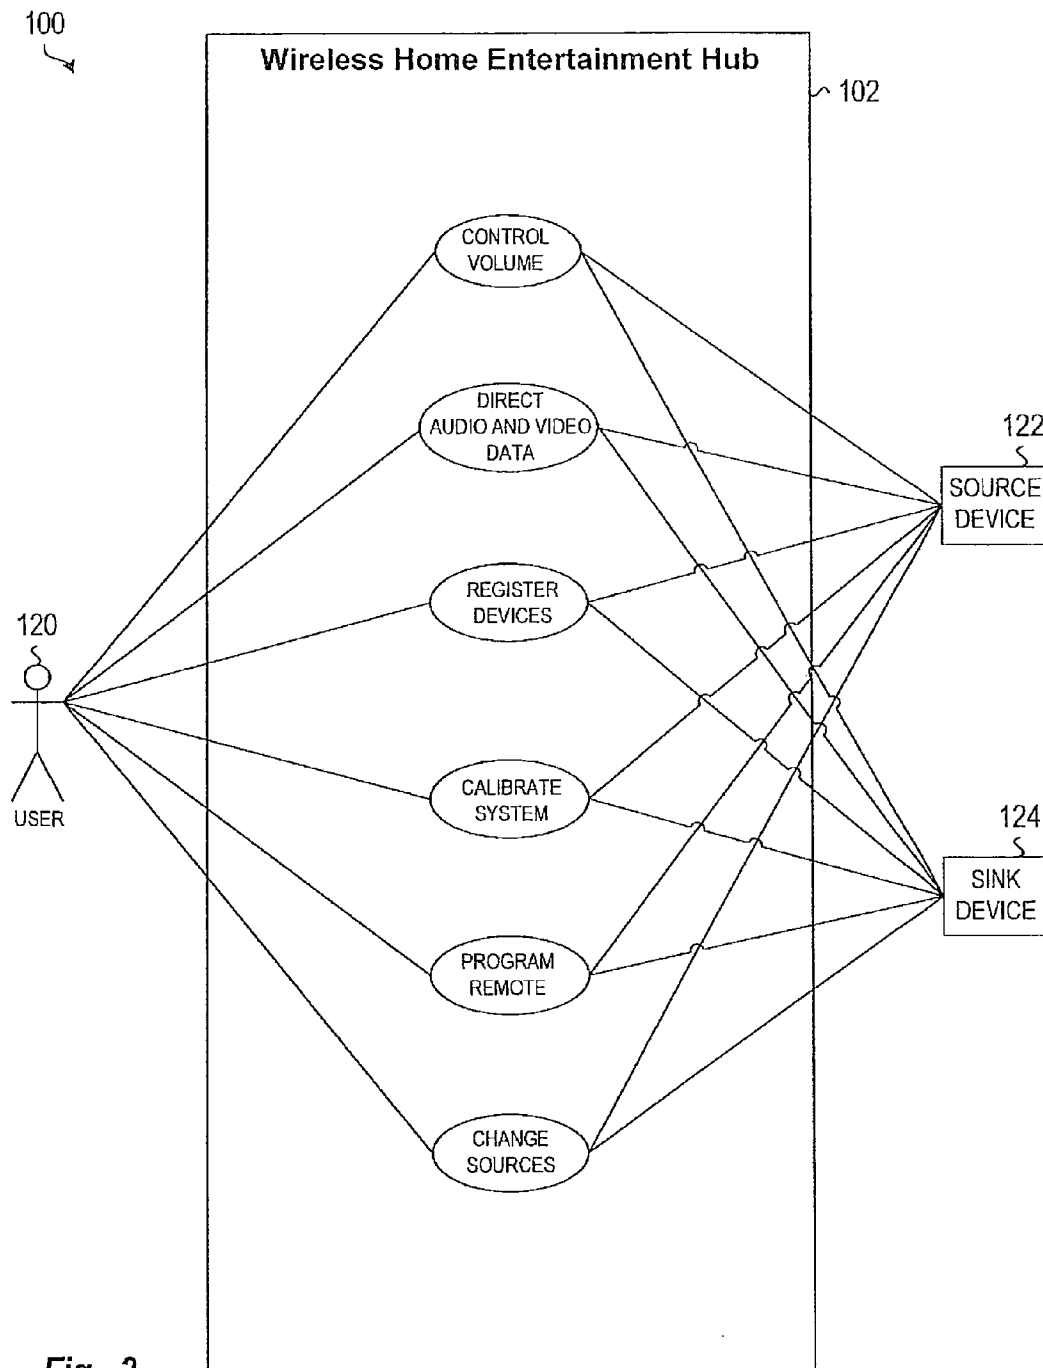 100
Wireless Home Entertainment Hub
102
CONTROL
VOLUME
DIRECT
AUDIO AND VIDEO
DATA
122
SOURCE
DEVICE
REGISTER
DEVICES
120
USER
CALIBRATE
SYSTEM
124
SINK
DEVICE
PROGRAM
REMOTE
CHANGE
SOURCES